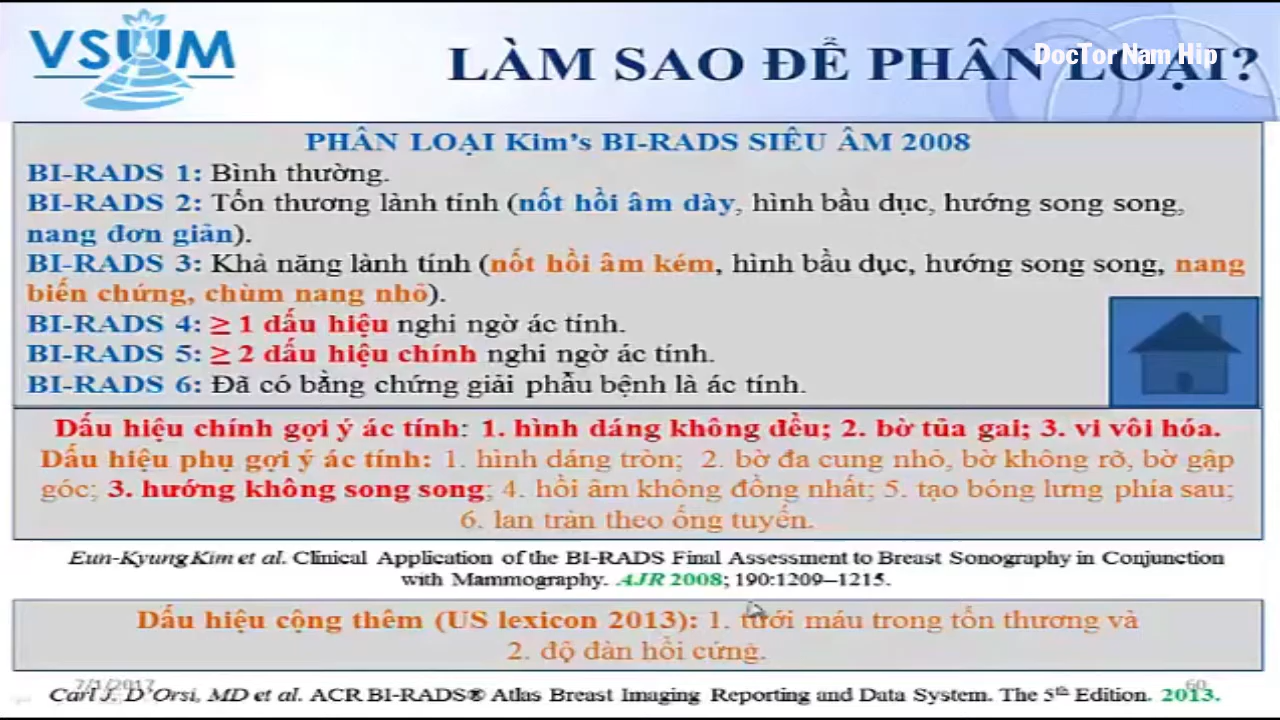 VSUM
LÀM SAO ĐỂ PHÂN LOẠI?
DocTor Nam Hip
PHÂN LOẠI Kim's BI-RADS SIÊU ÂM 2008
BI-RADS 1: Bình thường.
BI-RADS 2: Tổn thương lành tính (nốt hồi âm dày, hình bầu dục, hướng song song,
nang đơn giản).
BI-RADS 3: Khả năng lành tính (nốt hồi âm kém, hình bầu dục, hướng song song, nang
biến chứng, chùm nang nhỏ).
BI-RADS 4: ≥ 1 dấu hiệu nghi ngờ ác tính.
BI-RADS 5: ≥ 2 dấu hiệu chính nghi ngờ ác tính.
BI-RADS 6: Đã có bằng chứng giải phẫu bệnh là ác tính.
Dấu hiệu chính gợi ý ác tính: 1. hình dáng không đều; 2. bờ tủa gai; 3. vi vôi hóa.
Dấu hiệu phụ gợi ý ác tính: 1. hình dáng tròn; 2. bờ đa cung nhỏ, bờ không rõ, bờ gập
góc; 3. hướng không song song; 4. hồi âm không đồng nhất; 5. tạo bóng lưng phía sau;
6. lan tràn theo ống tuyến.
Eun-Kyung Kim et al. Clinical Application of the BI-RADS Final Assessment to Breast Sonography in Conjunction
with Mammography. AJR 2008; 190:1209–1215.
Dấu hiệu cộng thêm (US lexicon 2013): 1. tưới máu trong tổn thương và
2. độ đàn hồi cứng.
7/1/2017
60
Carl J. D'Orsi, MD et al. ACR BI-RADS® Atlas Breast Imaging Reporting and Data System. The 5th Edition. 2013.